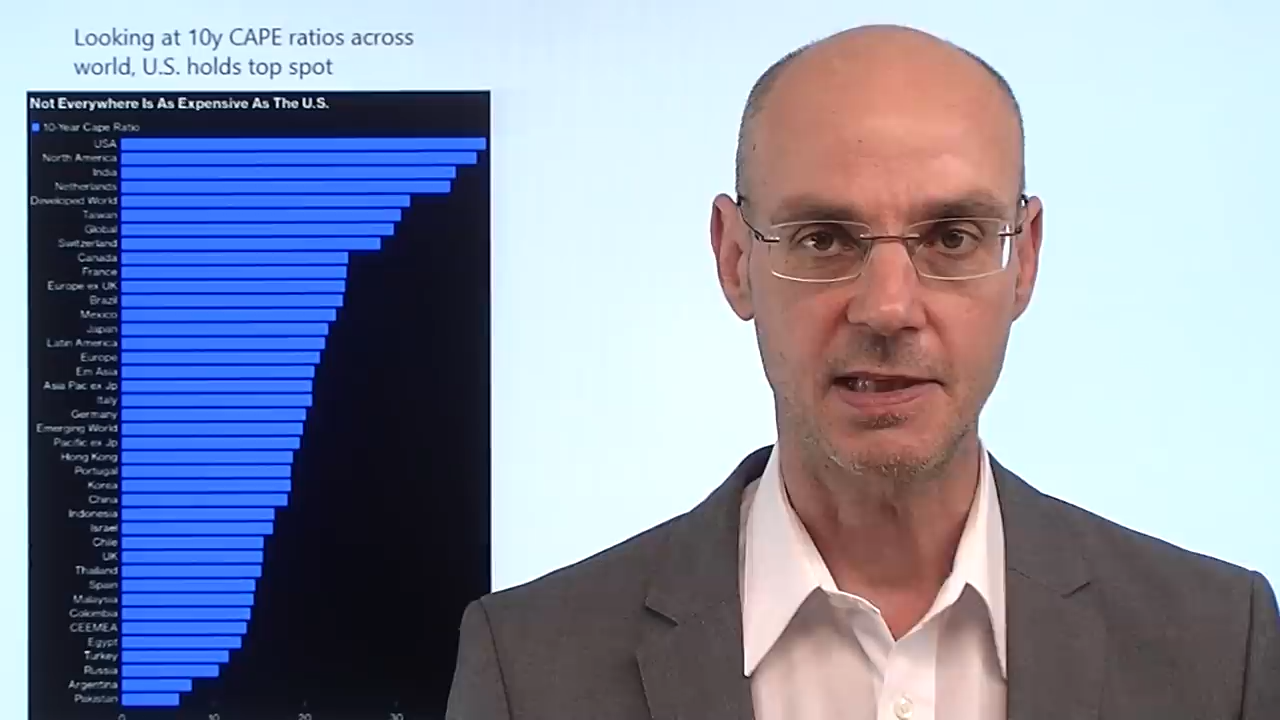 Looking at 10y CAPE ratios across
world, U.S. holds top spot
Not Everywhere Is As Expensive As The U.S.
10-Year Cape Ratio
USA
North America
India
Netherlands
Developed World
Taiwan
Global
Switzerland
Canada
France
Europe ex UK
Brazil
Mexico
Japan
Latin America
Europe
Em Asia
Asia Pac ex Jp
Italy
Germany
Emerging World
Pacific ex Jp
Hong Kong
Portugal
Korea
China
Indonesia
Israel
Chile
UK
Thailand
Spain
Malaysia
Colombia
CEEMEA
Egypt
Turkey
Russia
Argentina
Pakistan
0 10 20 30